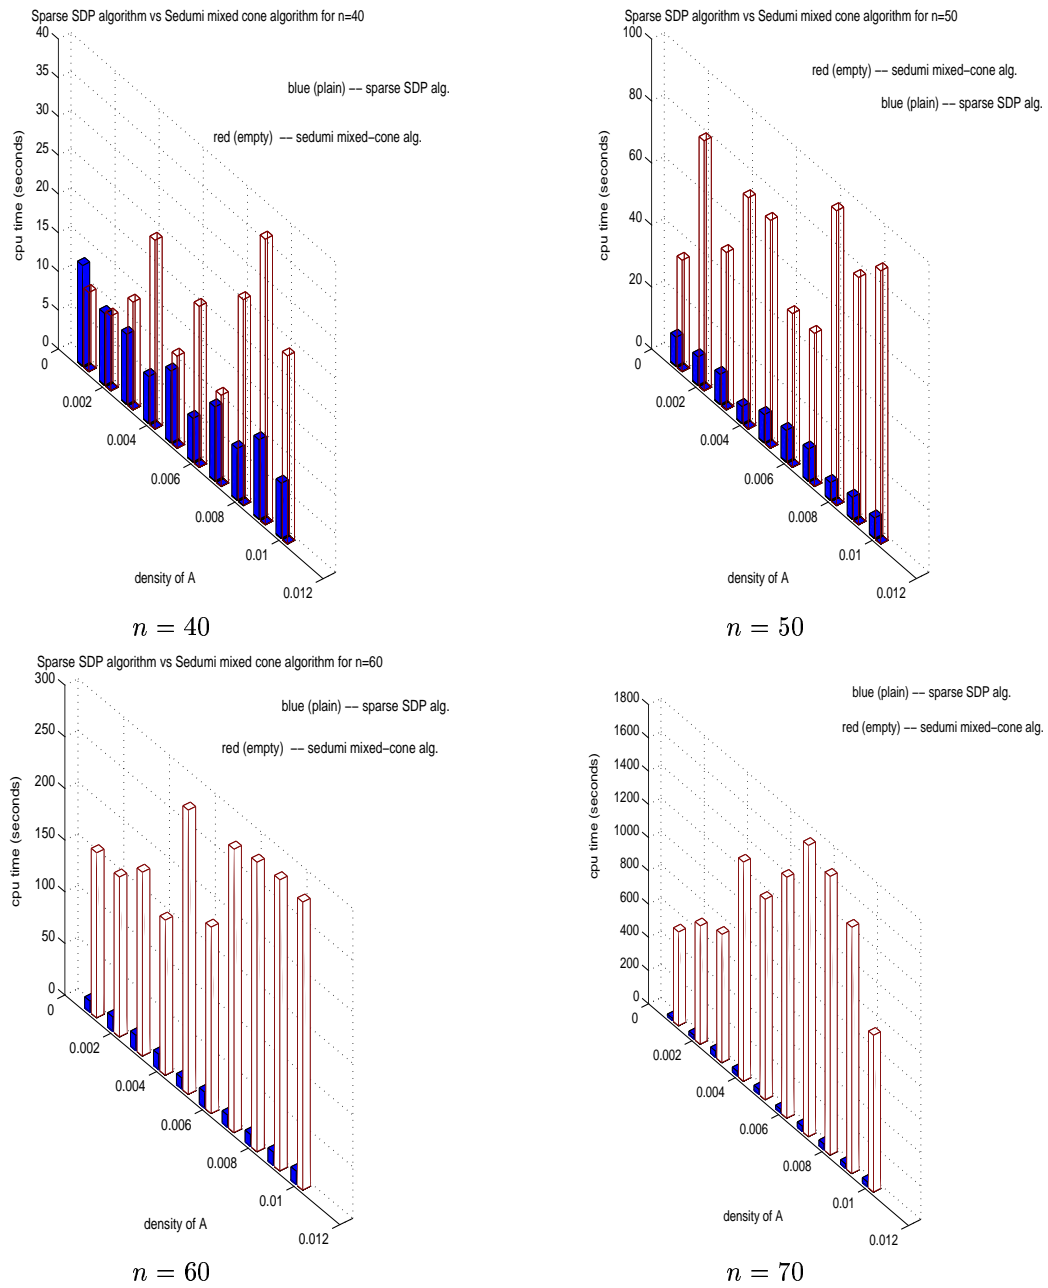 Sparse SDP algorithm vs Sedumi mixed cone algorithm for n=40
blue (plain) −− sparse SDP alg.
red (empty) −− sedumi mixed−cone alg.
cpu time (seconds)
40
35
30
25
20
15
10
5
0
0
0.002
0.004
0.006
0.008
0.01
0.012
density of A
n = 40
Sparse SDP algorithm vs Sedumi mixed cone algorithm for n=50
red (empty) −− sedumi mixed−cone alg.
blue (plain) −− sparse SDP alg.
cpu time (seconds)
100
80
60
40
20
0
0
0.002
0.004
0.006
0.008
0.01
0.012
density of A
n = 50
Sparse SDP algorithm vs Sedumi mixed cone algorithm for n=60
blue (plain) −− sparse SDP alg.
red (empty) −− sedumi mixed−cone alg.
cpu time (seconds)
300
250
200
150
100
50
0
0
0.002
0.004
0.006
0.008
0.01
0.012
density of A
n = 60
blue (plain) −− sparse SDP alg.
red (empty) −− sedumi mixed−cone alg.
cpu time (seconds)
1800
1600
1400
1200
1000
800
600
400
200
0
0
0.002
0.004
0.006
0.008
0.01
0.012
density of A
n = 70